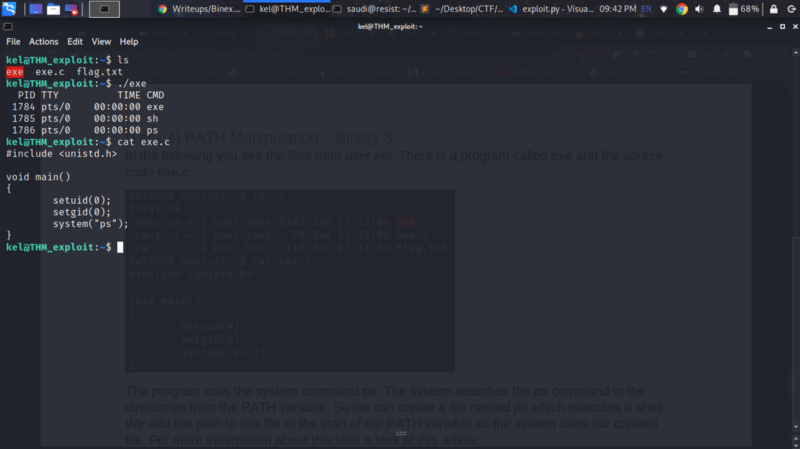 Writeups/Binex....
kel@THM_explo...
saudi@resist: ~/...
~/Desktop/CTF/...
exploit.py - Visua...
09:42 PM
EN
68%
kel@THM_exploit: ~
File Actions Edit View Help
kel@THM_exploit:~$ ls
exe exe.c flag.txt
kel@THM_exploit:~$ ./exe
PID TTY TIME CMD
1784 pts/0 00:00:00 exe
1785 pts/0 00:00:00 sh
1786 pts/0 00:00:00 ps
kel@THM_exploit:~$ cat exe.c
#include <unistd.h>
void main()
{
setuid(0);
setgid(0);
system("ps");
}
kel@THM_exploit:~$
PATH Manipulation :: Binary 3
In the following you see the files from user kel. There is a program called exe and the source
code exe.c.
kel@THM_exploit:~$ ls -l
total 20
-rwsr-xr-x 1 root root 8392 Jan 17 13:06 exe
-rw-r--r-- 1 root root 76 Jan 17 exe.c
-rw------- 1 kel kel 118 Jan 17 flag.txt
kel@THM_exploit:~$ cat exe.c
#include <unistd.h>
void main()
{
setuid(0);
setgid(0);
system("ps");
}
The program calls the system command ps. The system searches the ps command in the
directories from the PATH variable. So we can create a file named ps which executes a shell.
We add the path to this file at the start of the PATH variable so the system uses our created
file. For more information about this take a look at this article: